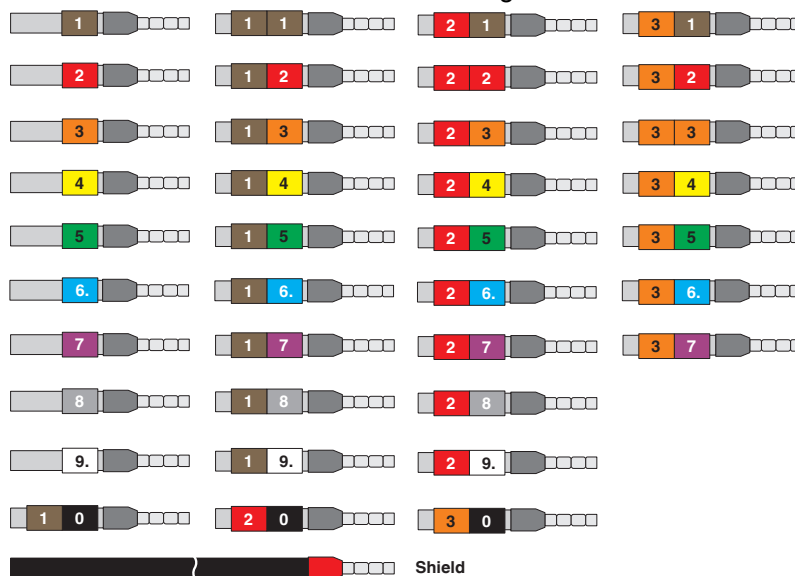 1 1 1 2 1 3 1
2 1 2 2 2 3 2
3 1 3 2 3 3 3
4 1 4 2 4 3 4
5 1 5 2 5 3 5
6. 1 6. 2 6. 3 6.
7 1 7 2 7 3 7
8 1 8 2 8
9. 1 9. 2 9.
1 0 2 0 3 0
Shield